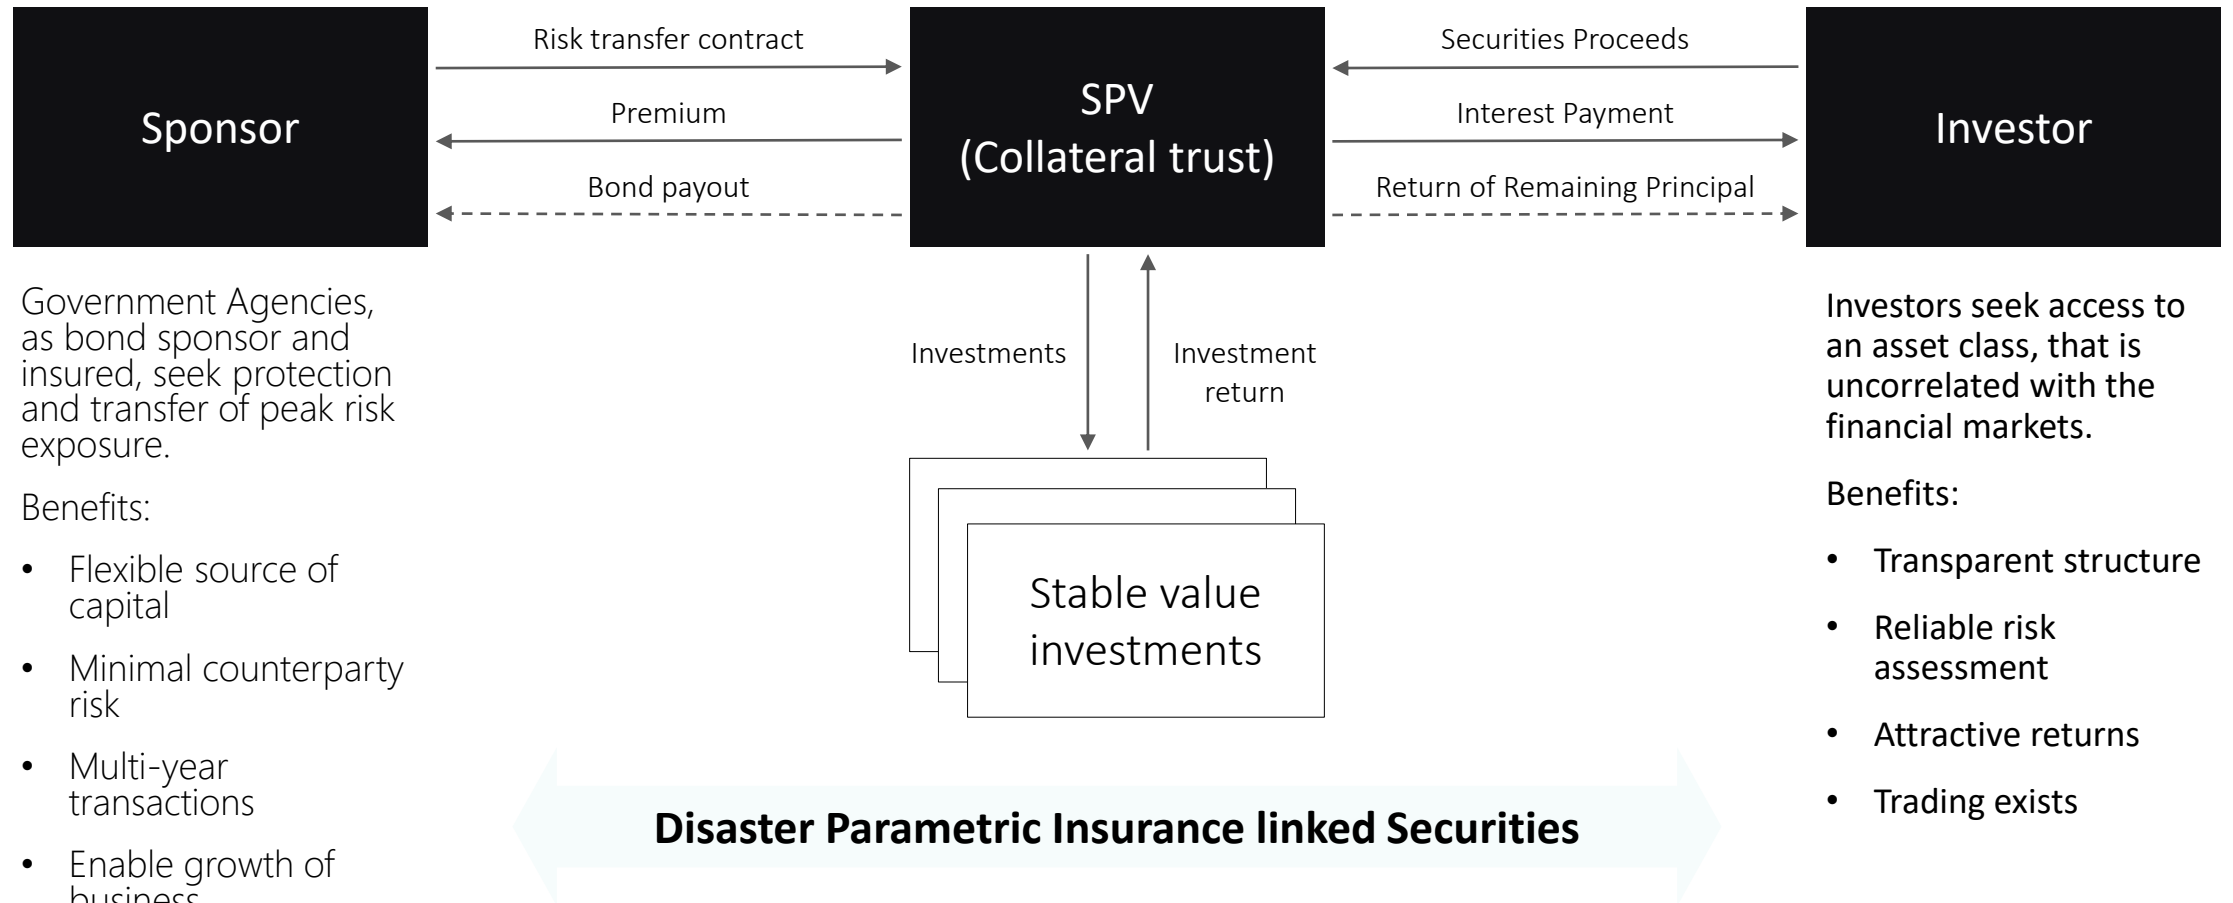 Sponsor
Risk transfer contract
Premium
Bond payout
SPV
(Collateral trust)
Securities Proceeds
Interest Payment
Return of Remaining Principal
Investor
Government Agencies,
as bond sponsor and
insured, seek protection
and transfer of peak risk
exposure.
Benefits:
• Flexible source of
capital
• Minimal counterparty
risk
• Multi-year
transactions
• Enable growth of
business
Investments
Investment
return
Stable value
investments
Disaster Parametric Insurance linked Securities
Investors seek access to
an asset class, that is
uncorrelated with the
financial markets.
Benefits:
• Transparent structure
• Reliable risk
assessment
• Attractive returns
• Trading exists